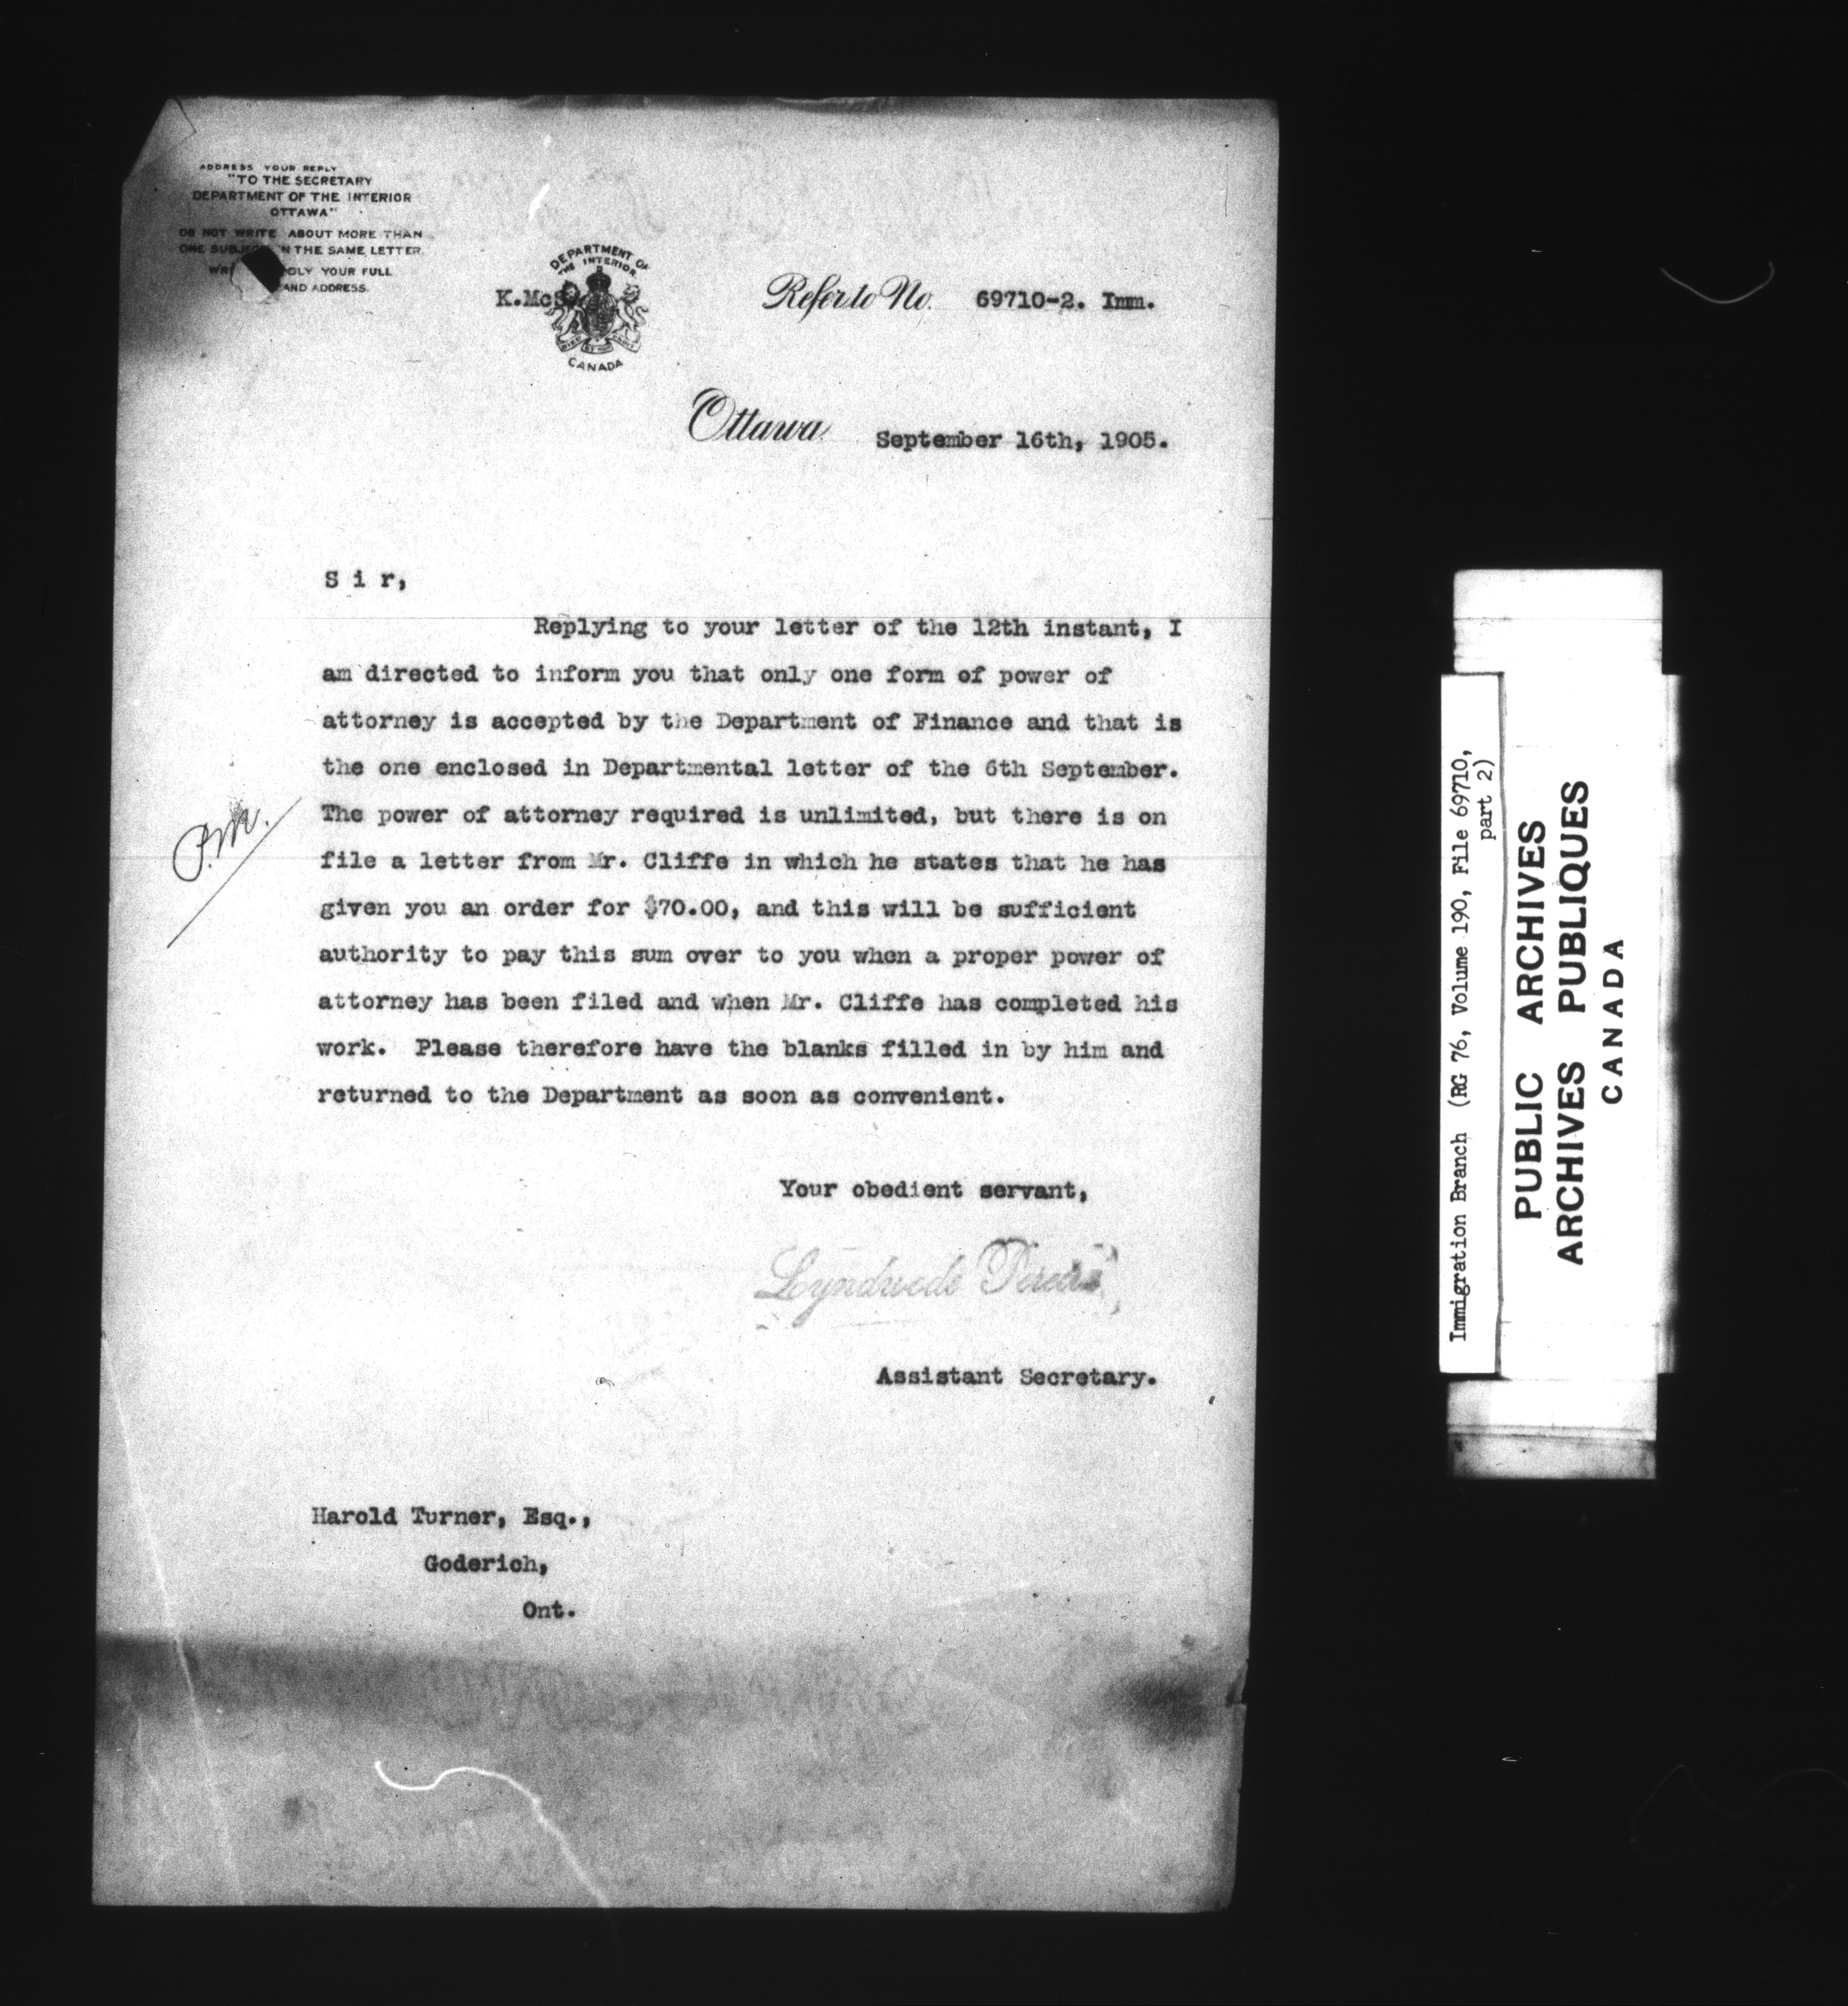 ADDRESS YOUR REPLY
"TO THE SECRETARY
DEPARTMENT OF THE INTERIOR
OTTAWA"
DO NOT WRITE ABOUT MORE THAN
ONE SUBJECT IN THE SAME LETTER.
YOUR FULL
AND ADDRESS.
DEPARTMENT OF
THE INTERIOR
CANADA
K.McS
Refer to No. 69710-2. Imm.
Ottawa September 16th, 1905.
S i r,
Replying to your letter of the 12th instant, I
am directed to inform you that only one form of power of
attorney is accepted by the Department of Finance and that is
the one enclosed in Departmental letter of the 6th September.
The power of attorney required is unlimited, but there is on
file a letter from Mr. Cliffe in which he states that he has
given you an order for $70.00, and this will be sufficient
authority to pay this sum over to you when a proper power of
attorney has been filed and when Mr. Cliffe has completed his
work. Please therefore have the blanks filled in by him and
returned to the Department as soon as convenient.
Your obedient servant,
Lyndwode Pereira
Assistant Secretary.
Harold Turner, Esq.,
Goderich,
Ont.
Immigration Branch (RG 76, Volume 190, File 69710,
part 2)
PUBLIC ARCHIVES
ARCHIVES PUBLIQUES
CANADA